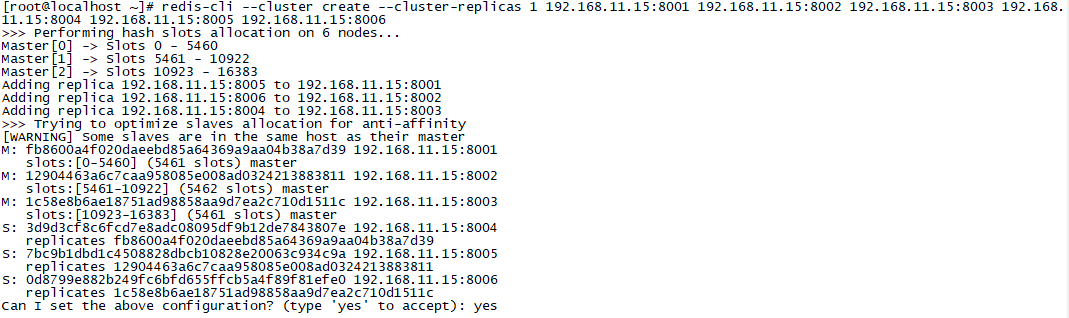 [root@localhost ~]# redis-cli --cluster create --cluster-replicas 1 192.168.11.15:8001 192.168.11.15:8002 192.168.11.15:8003 192.168.
11.15:8004 192.168.11.15:8005 192.168.11.15:8006
>>> Performing hash slots allocation on 6 nodes...
Master[0] -> Slots 0 - 5460
Master[1] -> Slots 5461 - 10922
Master[2] -> Slots 10923 - 16383
Adding replica 192.168.11.15:8005 to 192.168.11.15:8001
Adding replica 192.168.11.15:8006 to 192.168.11.15:8002
Adding replica 192.168.11.15:8004 to 192.168.11.15:8003
>>> Trying to optimize slaves allocation for anti-affinity
[WARNING] Some slaves are in the same host as their master
M: fb8600a4f020daeebd85a64369a9aa04b38a7d39 192.168.11.15:8001
   slots:[0-5460] (5461 slots) master
M: 12904463a6c7caa958085e008ad0324213883811 192.168.11.15:8002
   slots:[5461-10922] (5462 slots) master
M: 1c58e8b6ae18751ad98858aa9d7ea2c710d1511c 192.168.11.15:8003
   slots:[10923-16383] (5461 slots) master
S: 3d9d3cf8c6fcd7e8adc08095df9b12de7843807e 192.168.11.15:8004
   replicates fb8600a4f020daeebd85a64369a9aa04b38a7d39
S: 7bc9b1dbd1c4508828dbcb10828e20063c934c9a 192.168.11.15:8005
   replicates 12904463a6c7caa958085e008ad0324213883811
S: 0d8799e882b249fc6bfd655ffcb5a4f89f81efe0 192.168.11.15:8006
   replicates 1c58e8b6ae18751ad98858aa9d7ea2c710d1511c
Can I set the above configuration? (type 'yes' to accept): yes